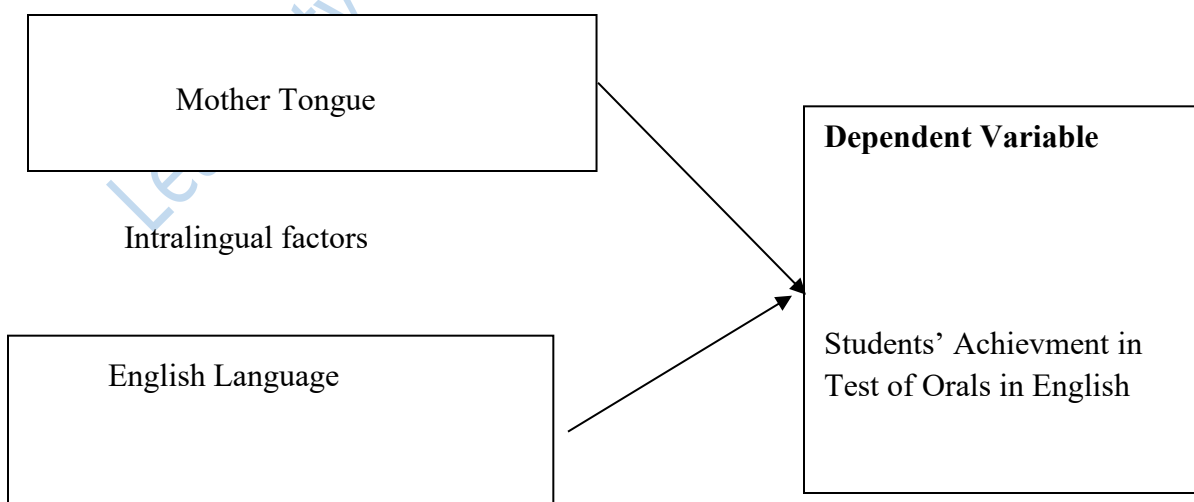 Mother Tongue
Dependent Variable
Intralingual factors
Students’ Achievment in
Test of Orals in English
English Language